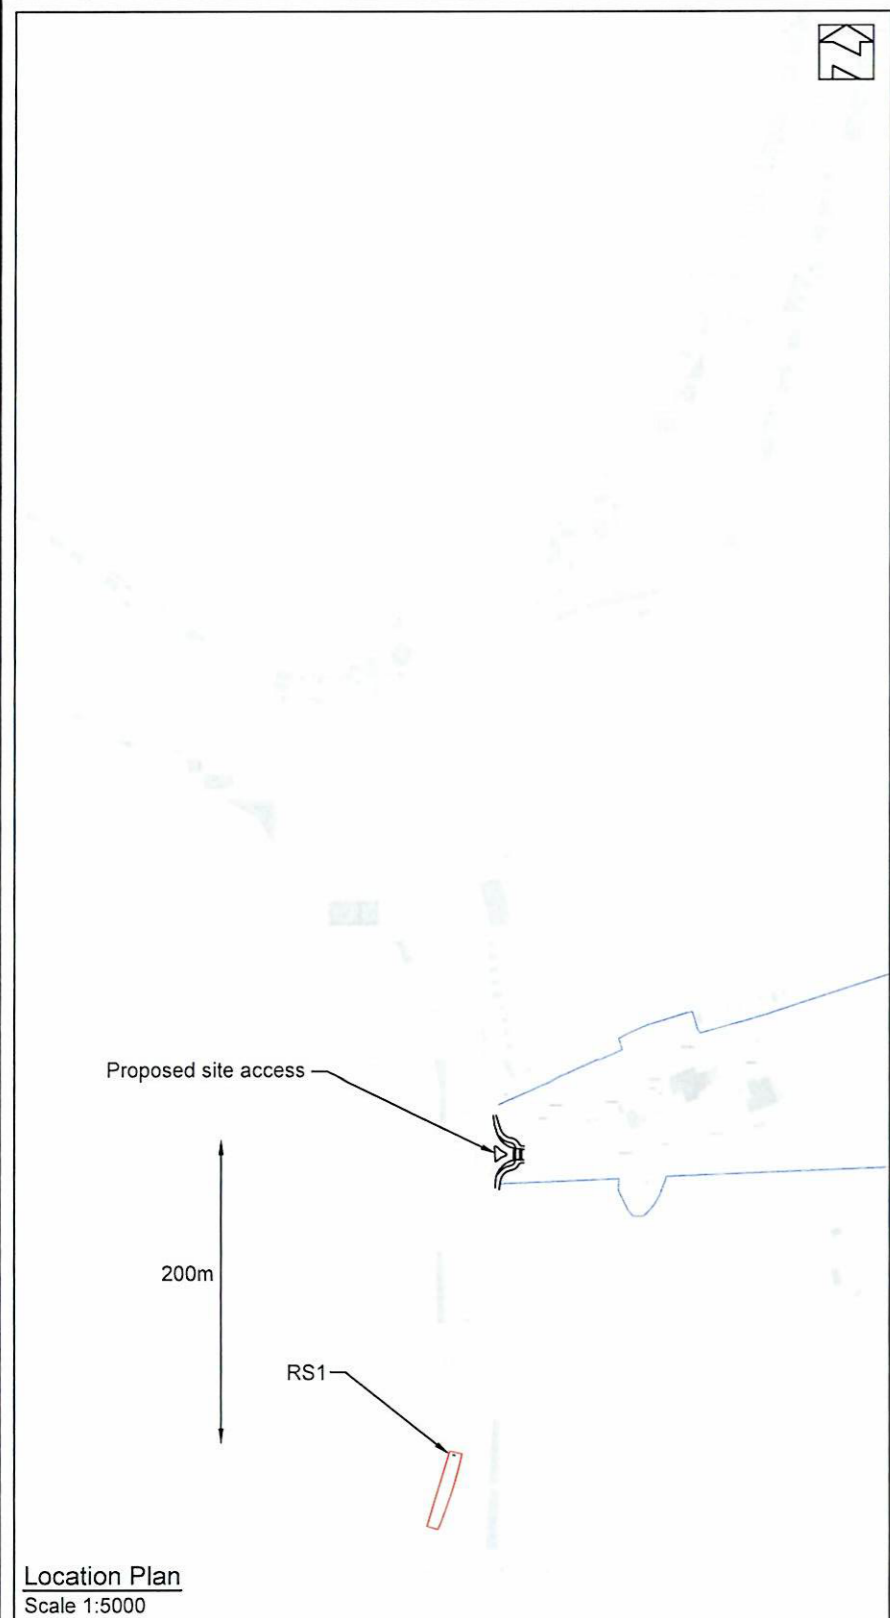 N
Proposed site access
200m
RS1
Location Plan
Scale 1:5000